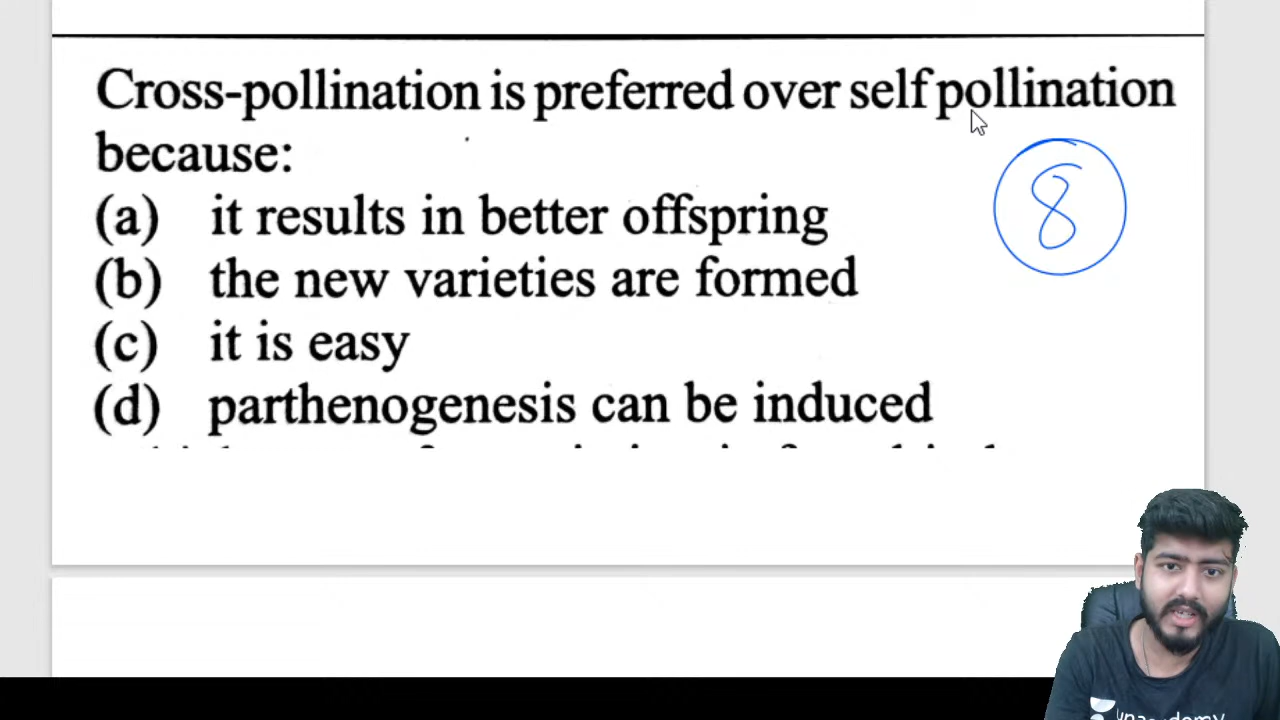 Cross-pollination is preferred over self pollination
because:
(a) it results in better offspring
8
(b) the new varieties are formed
(c) it is easy
(d) parthenogenesis can be induced
unacademy